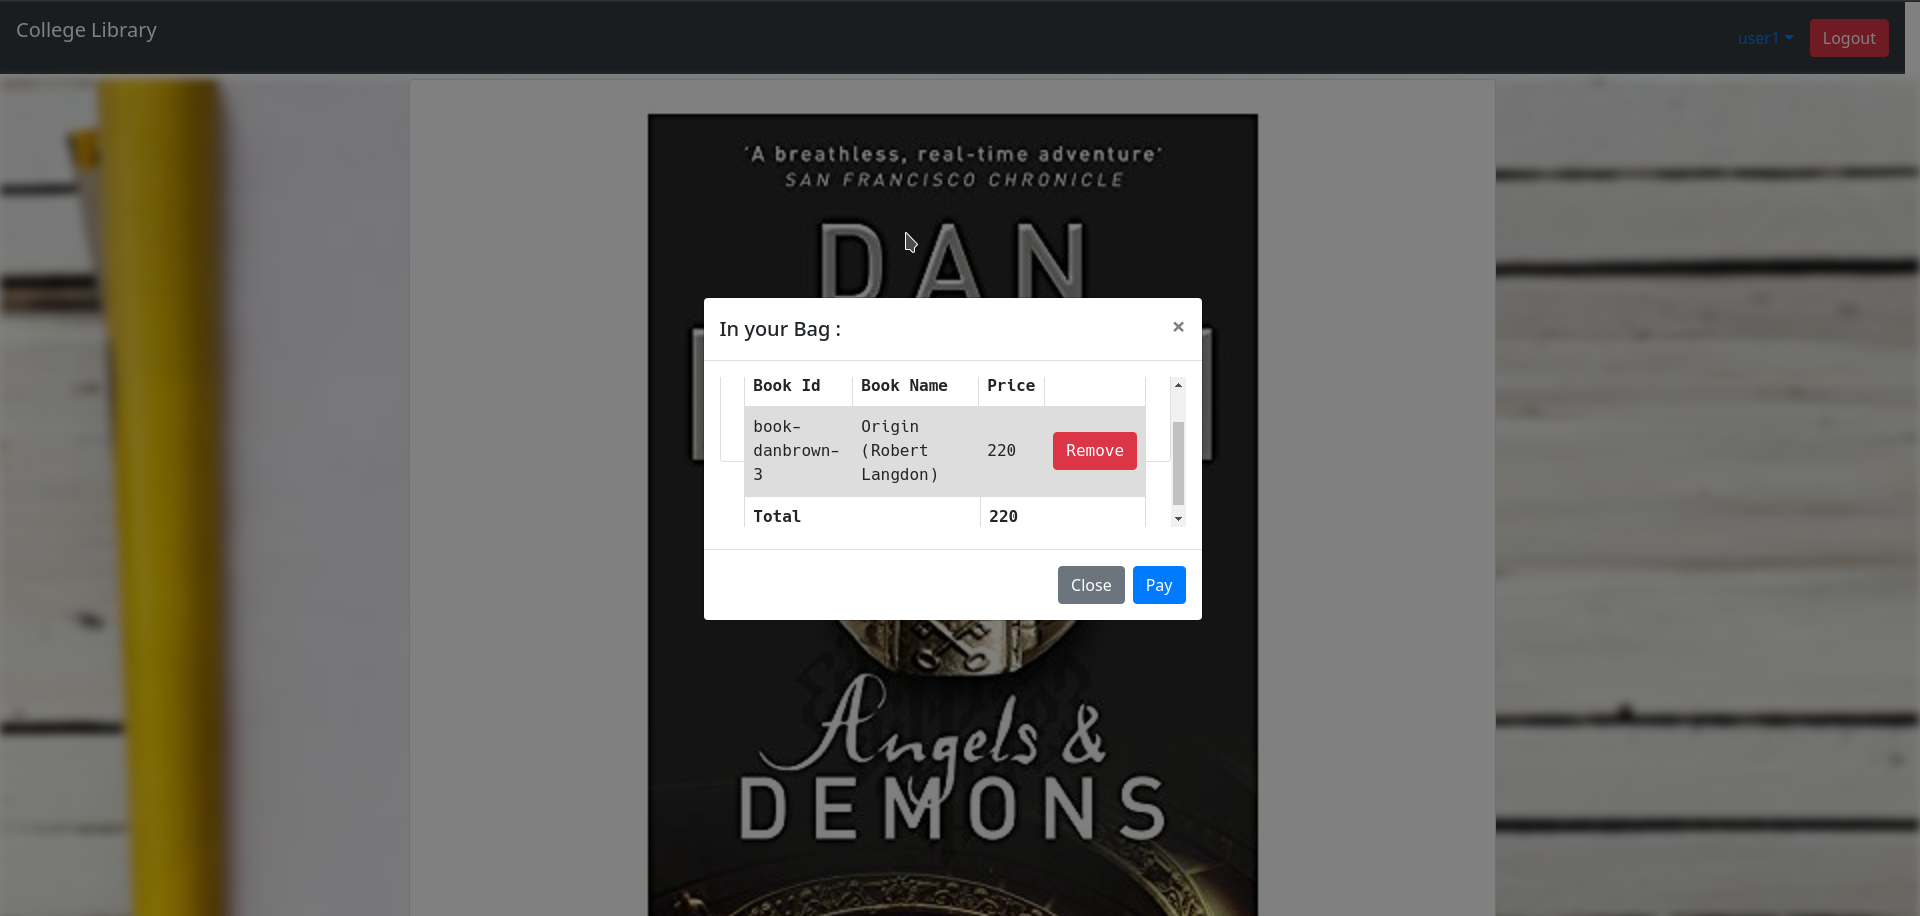 College Library
user1
Logout
'A breathless, real-time adventure'
SAN FRANCISCO CHRONICLE
DAN
In your Bag :
×
Book Id Book Name Price
book-danbrown-3 Origin (Robert Langdon) 220 Remove
Total 220
Close Pay
Angels &
DEMONS